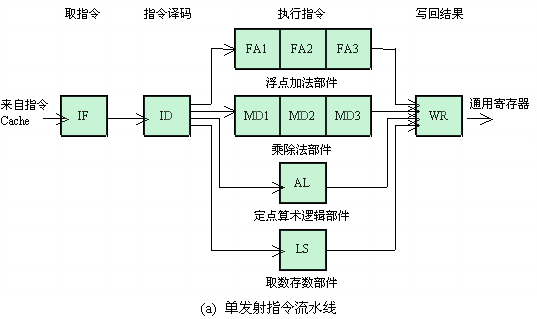 取指令 指令译码 执行指令 写回结果
FA1 FA2 FA3
浮点加法部件
来自指令 通用寄存器
Cache
IF ID MD1 MD2 MD3 WR
乘除法部件
AL
定点算术逻辑部件
LS
取数存数部件
(a) 单发射指令流水线